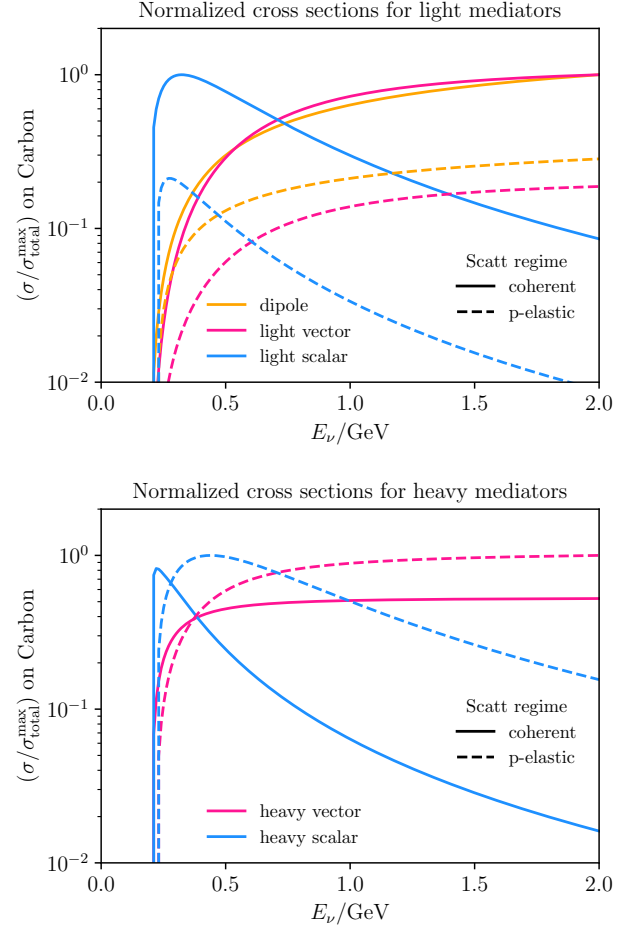 Normalized cross sections for light mediators
(σ/σ_total^max) on Carbon
10^0
10^-1
10^-2
Scatt regime
coherent
p-elastic
dipole
light vector
light scalar
0.0 0.5 1.0 1.5 2.0
E_ν/GeV
Normalized cross sections for heavy mediators
(σ/σ_total^max) on Carbon
10^0
10^-1
10^-2
Scatt regime
coherent
p-elastic
heavy vector
heavy scalar
0.0 0.5 1.0 1.5 2.0
E_ν/GeV